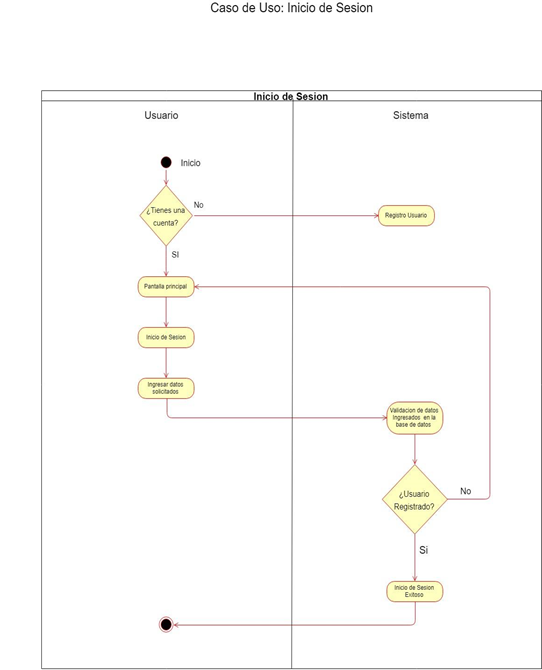 Caso de Uso: Inicio de Sesion
Inicio de Sesion
Usuario
Sistema
Inicio
¿Tienes una
cuenta?
No
Registro Usuario
SI
Pantalla principal
Inicio de Sesion
Ingresar datos
solicitados
Validacion de datos
Ingresados en la
base de datos
¿Usuario
Registrado?
No
Si
Inicio de Sesion
Exitoso